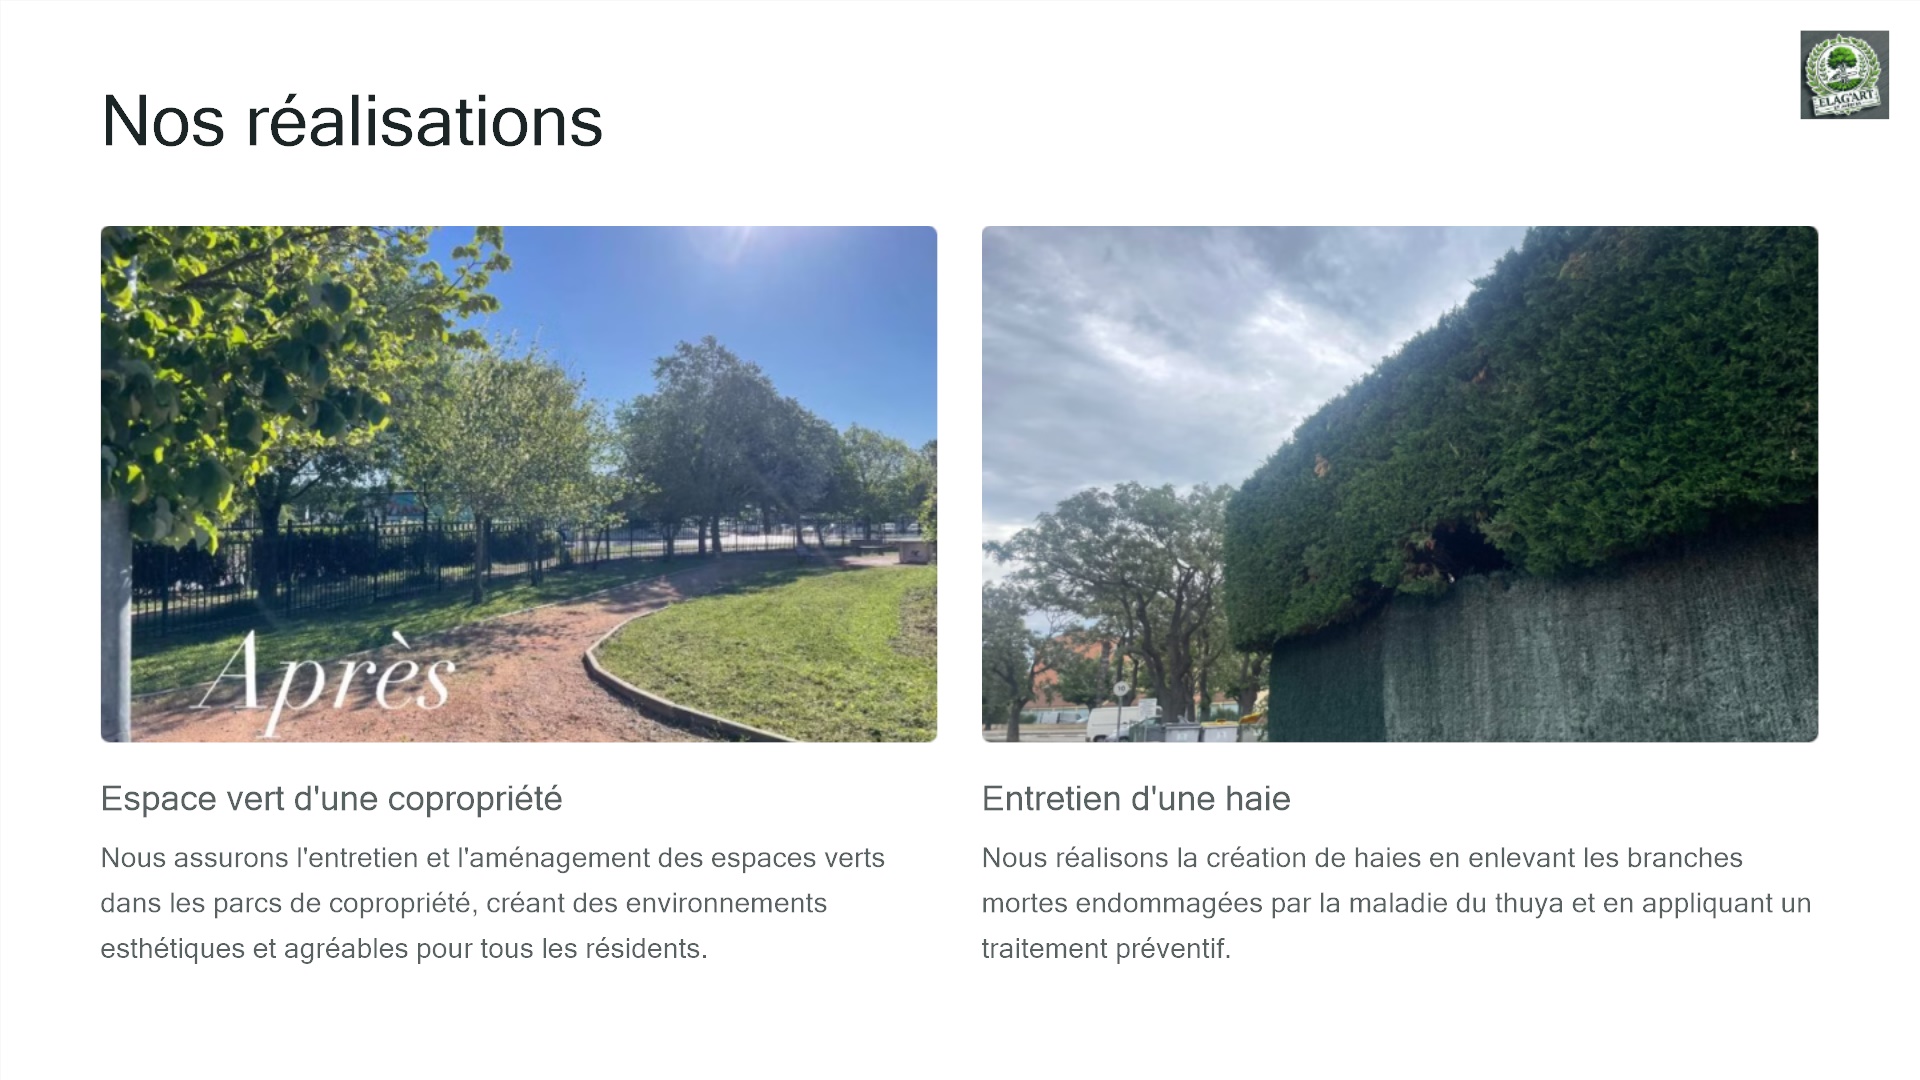 Nos réalisations
ELAG'ART
Après
Espace vert d'une copropriété
Nous assurons l'entretien et l'aménagement des espaces verts
dans les parcs de copropriété, créant des environnements
esthétiques et agréables pour tous les résidents.
Entretien d'une haie
Nous réalisons la création de haies en enlevant les branches
mortes endommagées par la maladie du thuya et en appliquant un
traitement préventif.